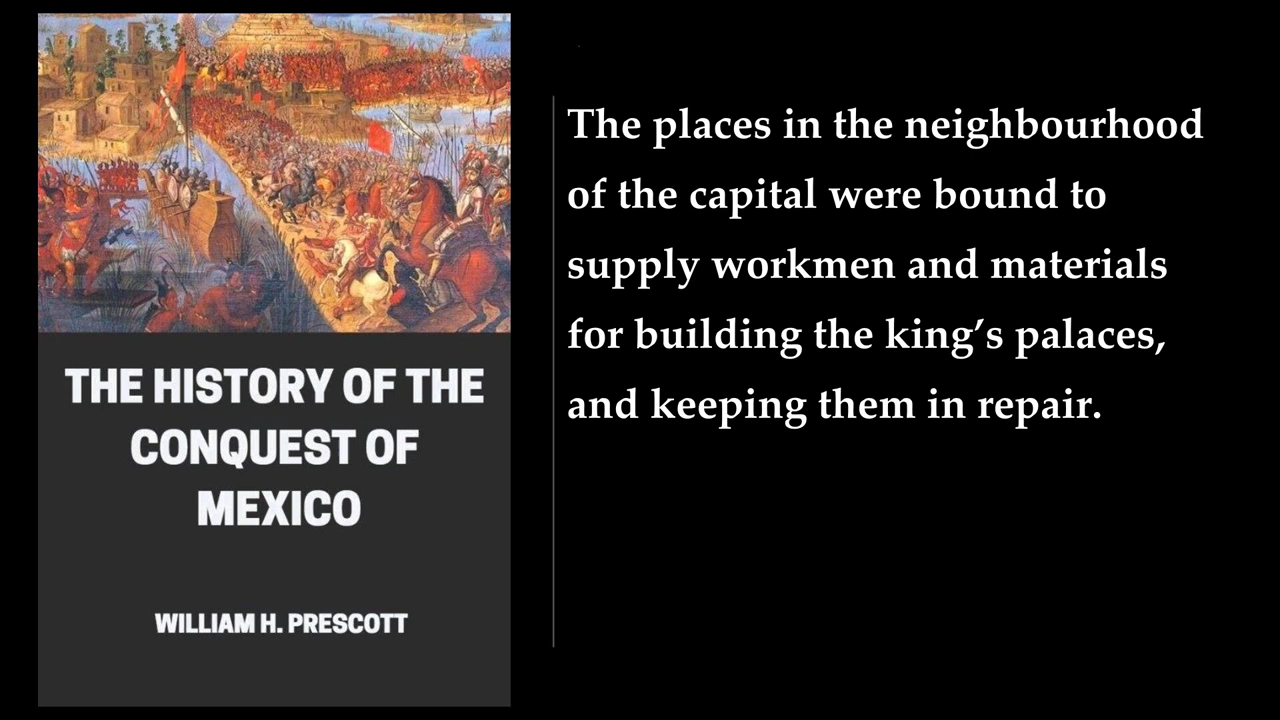 THE HISTORY OF THE
CONQUEST OF
MEXICO
WILLIAM H. PRESCOTT
The places in the neighbourhood
of the capital were bound to
supply workmen and materials
for building the king’s palaces,
and keeping them in repair.